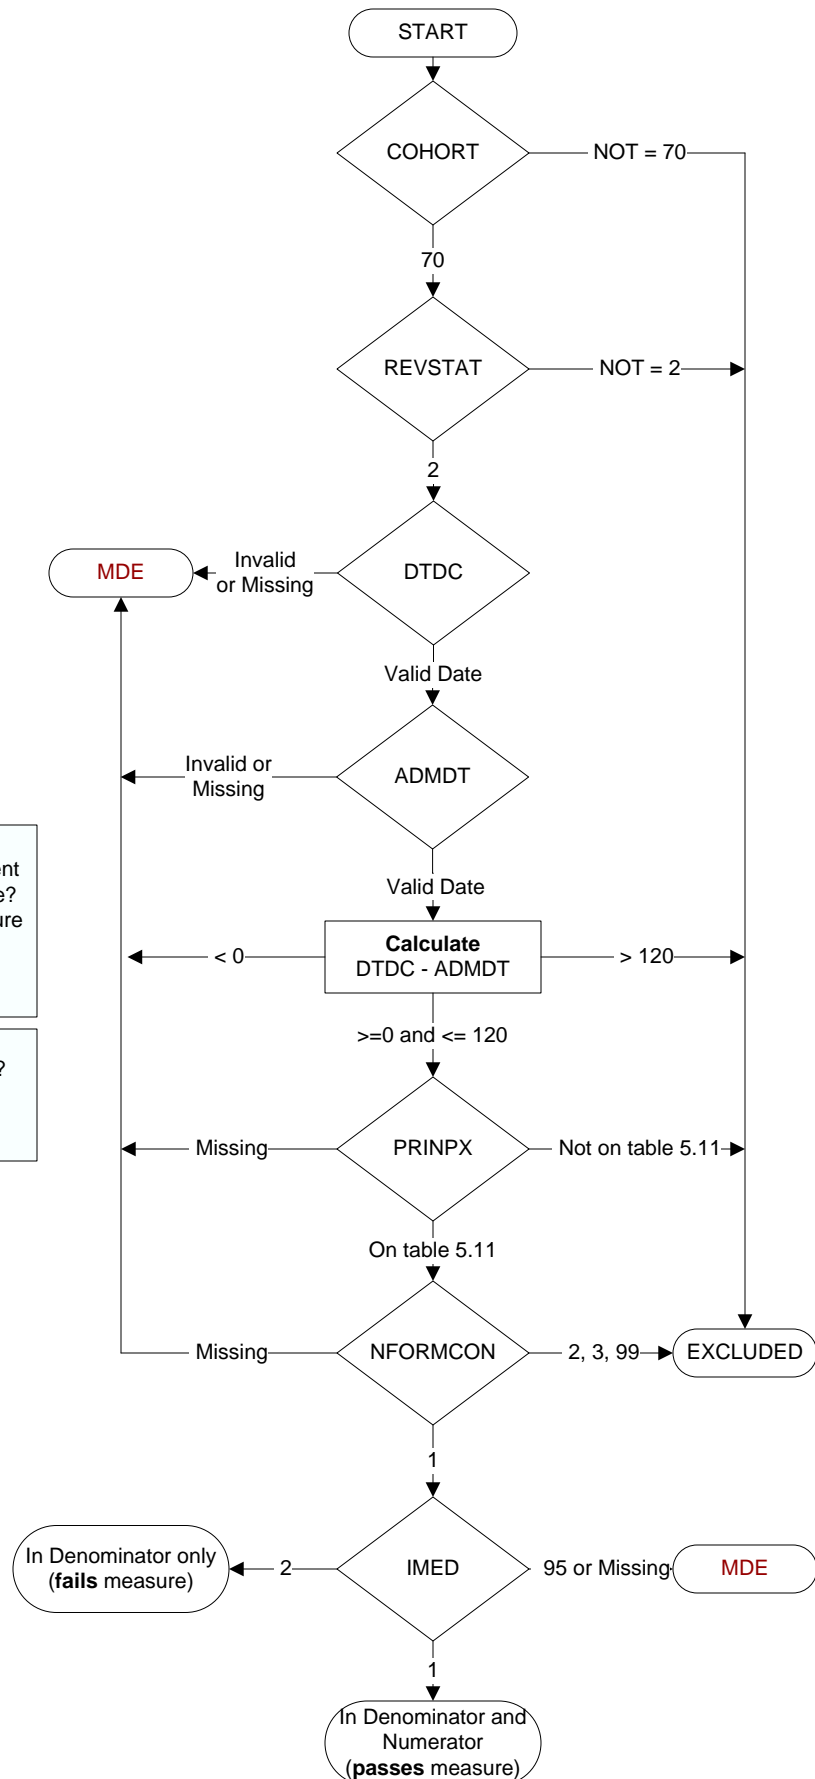 START
COHORT
NOT = 70
70
REVSTAT
NOT = 2
2
MDE
Invalid
or Missing
DTDC
Valid Date
Invalid or
Missing
ADMDT
Valid Date
< 0
Calculate
DTDC - ADMDT
> 120
>=0 and <= 120
Missing
PRINPX
Not on table 5.11
On table 5.11
Missing
NFORMCON
2, 3, 99
EXCLUDED
1
In Denominator only
(fails measure)
2
IMED
95 or Missing
MDE
1
In Denominator and
Numerator
(passes measure)